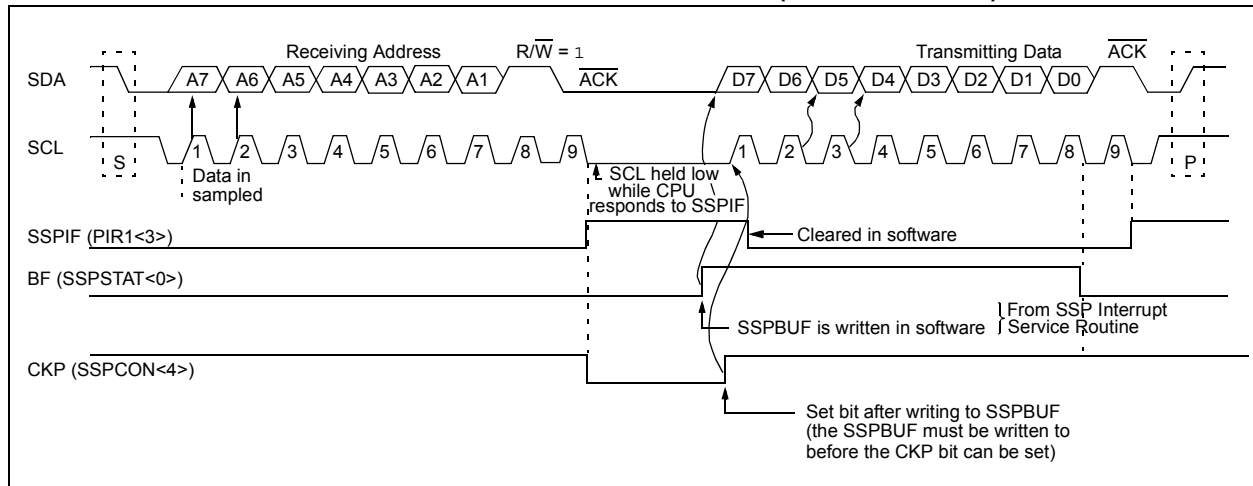 Receiving Address R/W = 1 Transmitting Data ACK
SDA A7 A6 A5 A4 A3 A2 A1 ACK D7 D6 D5 D4 D3 D2 D1 D0
SCL S 1 2 3 4 5 6 7 8 9 1 2 3 4 5 6 7 8 9 P
Data in
sampled
SCL held low
while CPU
responds to SSPIF
SSPIF (PIR1<3>)
Cleared in software
BF (SSPSTAT<0>)
SSPBUF is written in software
From SSP Interrupt
Service Routine
CKP (SSPCON<4>)
Set bit after writing to SSPBUF
(the SSPBUF must be written to
before the CKP bit can be set)